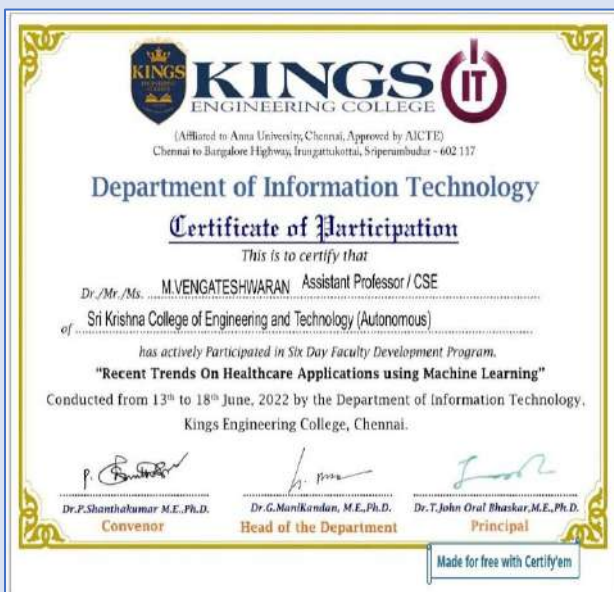 KINGS
KINGS IT
ENGINEERING COLLEGE
(Affiliated to Anna University, Chennai, Approved by AICTE)
Chennai to Bangalore Highway, Irungattukottai, Sriperumbudur - 602 117
Department of Information Technology
Certificate of Participation
This is to certify that
Dr./Mr./Ms. M.VENGATESHWARAN Assistant Professor / CSE
of Sri Krishna College of Engineering and Technology (Autonomous)
has actively Participated in Six Day Faculty Development Program.
"Recent Trends On Healthcare Applications using Machine Learning"
Conducted from 13th to 18th June, 2022 by the Department of Information Technology,
Kings Engineering College, Chennai.
Dr.P.Shanthakumar M.E.,Ph.D. Dr.G.Manikandan, M.E.,Ph.D. Dr.T.John Oral Bhaskar,M.E.,Ph.D.
Convenor Head of the Department Principal
Made for free with Certify'em